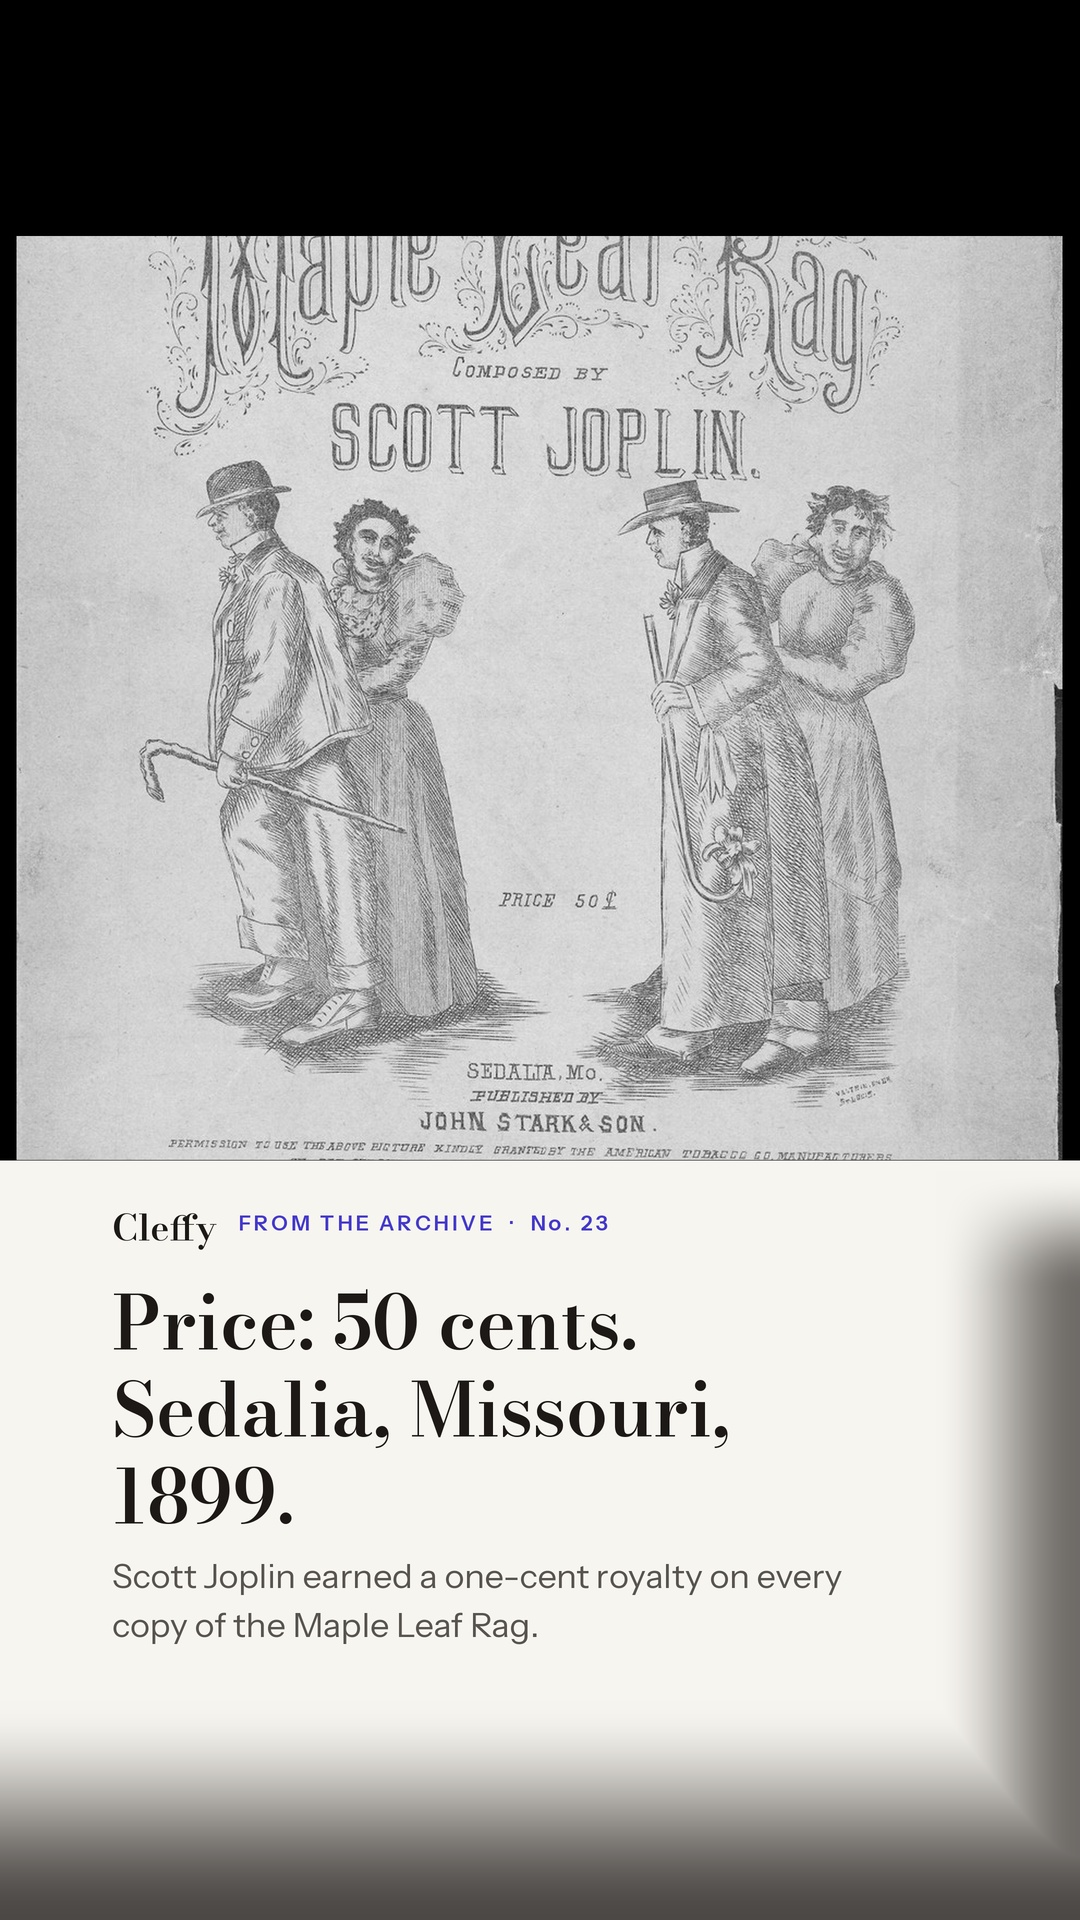 Maple Leaf Rag
COMPOSED BY
SCOTT JOPLIN.
PRICE 50¢
SEDALIA, Mo.
PUBLISHED BY
JOHN STARK & SON.
PERMISSION TO USE THE ABOVE PICTURE KINDLY GRANTED BY THE AMERICAN TOBACCO CO. MANUFACTURERS
Cleffy FROM THE ARCHIVE · No. 23
Price: 50 cents.
Sedalia, Missouri,
1899.
Scott Joplin earned a one-cent royalty on every
copy of the Maple Leaf Rag.